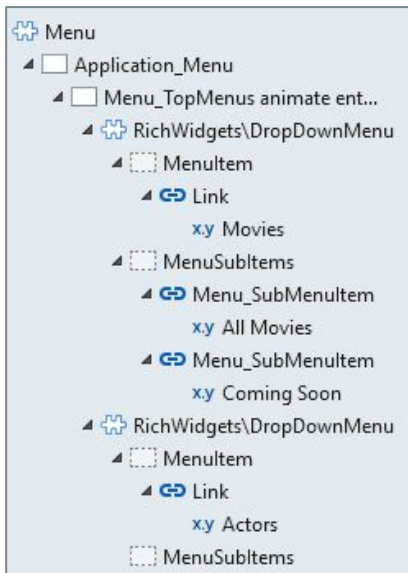 Menu
Application_Menu
Menu_TopMenus animate ent...
RichWidgets\DropDownMenu
MenuItem
Link
x.y Movies
MenuSubItems
Menu_SubMenuItem
x.y All Movies
Menu_SubMenuItem
x.y Coming Soon
RichWidgets\DropDownMenu
MenuItem
Link
x.y Actors
MenuSubItems